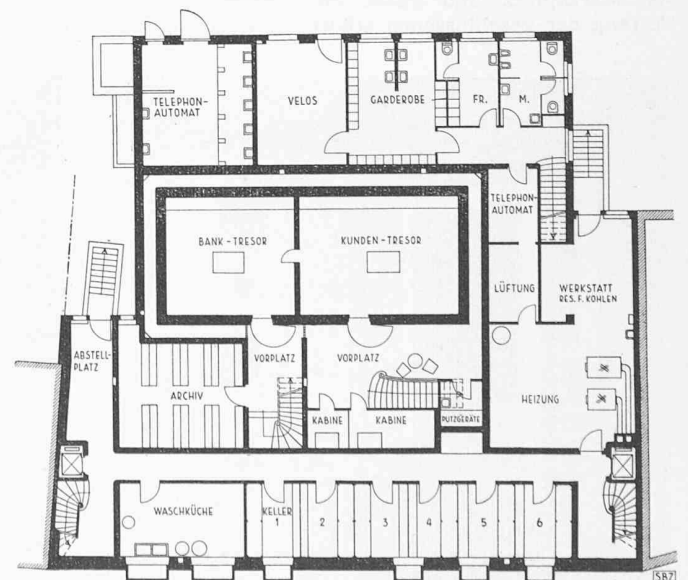 TELEPHON-
AUTOMAT
VELOS
GARDEROBE
FR.
M.
TELEPHON-
AUTOMAT
BANK - TRESOR
KUNDEN - TRESOR
LÜFTUNG
WERKSTATT
RES. F. KOHLEN
ABSTELL-
PLATZ
VORPLATZ
VORPLATZ
ARCHIV
HEIZUNG
KABINE
KABINE
PUTZGERÄTE
WASCHKÜCHE
KELLER
1
2
3
4
5
6
SBZ